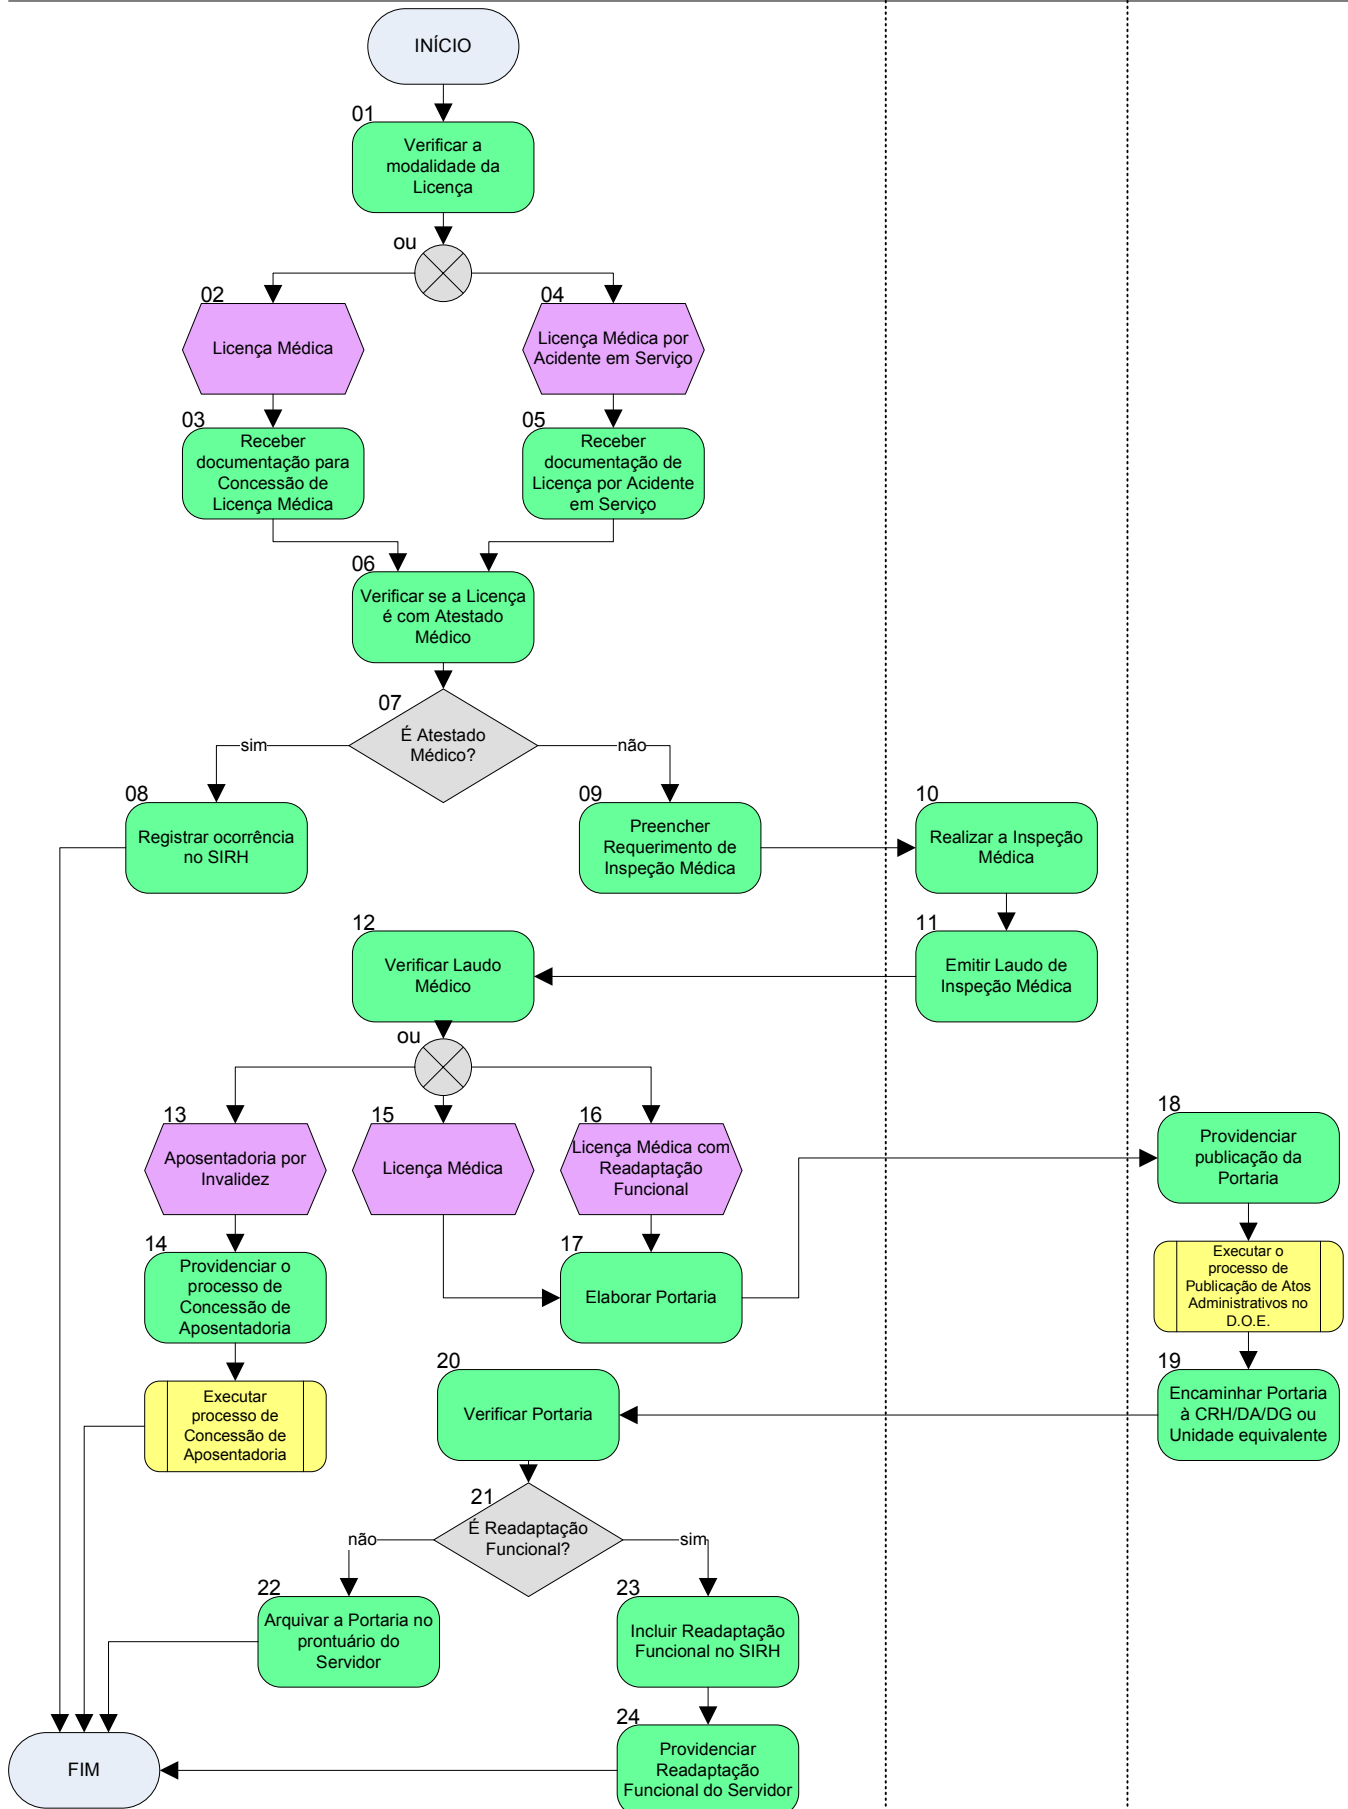 INÍCIO
01
Verificar a
modalidade da
Licença
ou
02
Licença Médica
04
Licença Médica por
Acidente em Serviço
03
Receber
documentação para
Concessão de
Licença Médica
05
Receber
documentação de
Licença por Acidente
em Serviço
06
Verificar se a Licença
é com Atestado
Médico
07
É Atestado
Médico?
sim
não
08
Registrar ocorrência
no SIRH
09
Preencher
Requerimento de
Inspeção Médica
10
Realizar a Inspeção
Médica
11
Emitir Laudo de
Inspeção Médica
12
Verificar Laudo
Médico
ou
13
Aposentadoria por
Invalidez
15
Licença Médica
16
Licença Médica com
Readaptação
Funcional
18
Providenciar
publicação da
Portaria
14
Providenciar o
processo de
Concessão de
Aposentadoria
17
Elaborar Portaria
Executar o
processo de
Publicação de Atos
Administrativos no
D.O.E.
Executar
processo de
Concessão de
Aposentadoria
20
Verificar Portaria
19
Encaminhar Portaria
à CRH/DA/DG ou
Unidade equivalente
21
É Readaptação
Funcional?
não
sim
22
Arquivar a Portaria no
prontuário do
Servidor
23
Incluir Readaptação
Funcional no SIRH
24
Providenciar
Readaptação
Funcional do Servidor
FIM